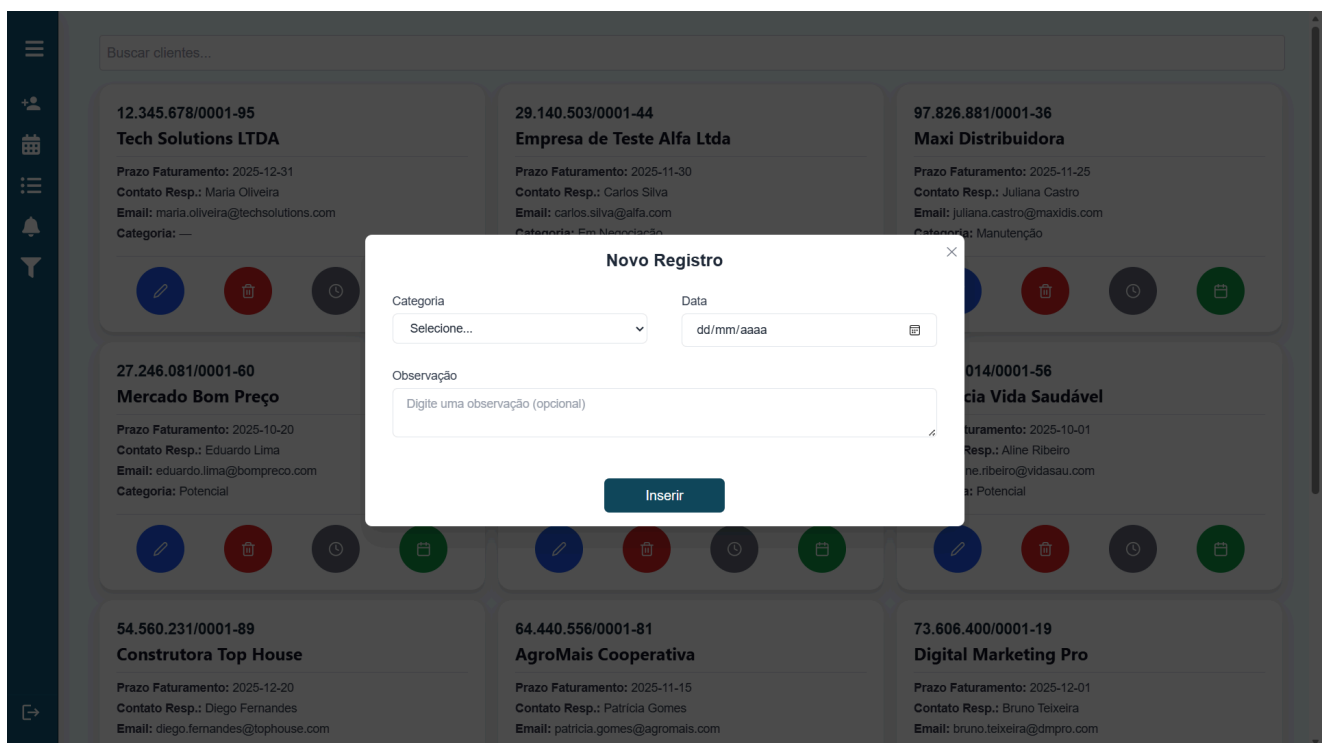 Buscar clientes...
12.345.678/0001-95
Tech Solutions LTDA
Prazo Faturamento: 2025-12-31
Contato Resp.: Maria Oliveira
Email: maria.oliveira@techsolutions.com
Categoria: —
29.140.503/0001-44
Empresa de Teste Alfa Ltda
Prazo Faturamento: 2025-11-30
Contato Resp.: Carlos Silva
Email: carlos.silva@alfa.com
Categoria: Em Negociação
97.826.881/0001-36
Maxi Distribuidora
Prazo Faturamento: 2025-11-25
Contato Resp.: Juliana Castro
Email: juliana.castro@maxidis.com
Categoria: Manutenção
Novo Registro
Categoria
Selecione...
Data
dd/mm/aaaa
Observação
Digite uma observação (opcional)
Inserir
27.246.081/0001-60
Mercado Bom Preço
Prazo Faturamento: 2025-10-20
Contato Resp.: Eduardo Lima
Email: eduardo.lima@bompreco.com
Categoria: Potencial
014/0001-56
cia Vida Saudável
turamento: 2025-10-01
Resp.: Aline Ribeiro
ne.ribeiro@vidasau.com
a: Potencial
54.560.231/0001-89
Construtora Top House
Prazo Faturamento: 2025-12-20
Contato Resp.: Diego Fernandes
Email: diego.fernandes@tophouse.com
64.440.556/0001-81
AgroMais Cooperativa
Prazo Faturamento: 2025-11-15
Contato Resp.: Patrícia Gomes
Email: patricia.gomes@agromais.com
73.606.400/0001-19
Digital Marketing Pro
Prazo Faturamento: 2025-12-01
Contato Resp.: Bruno Teixeira
Email: bruno.teixeira@dmpro.com